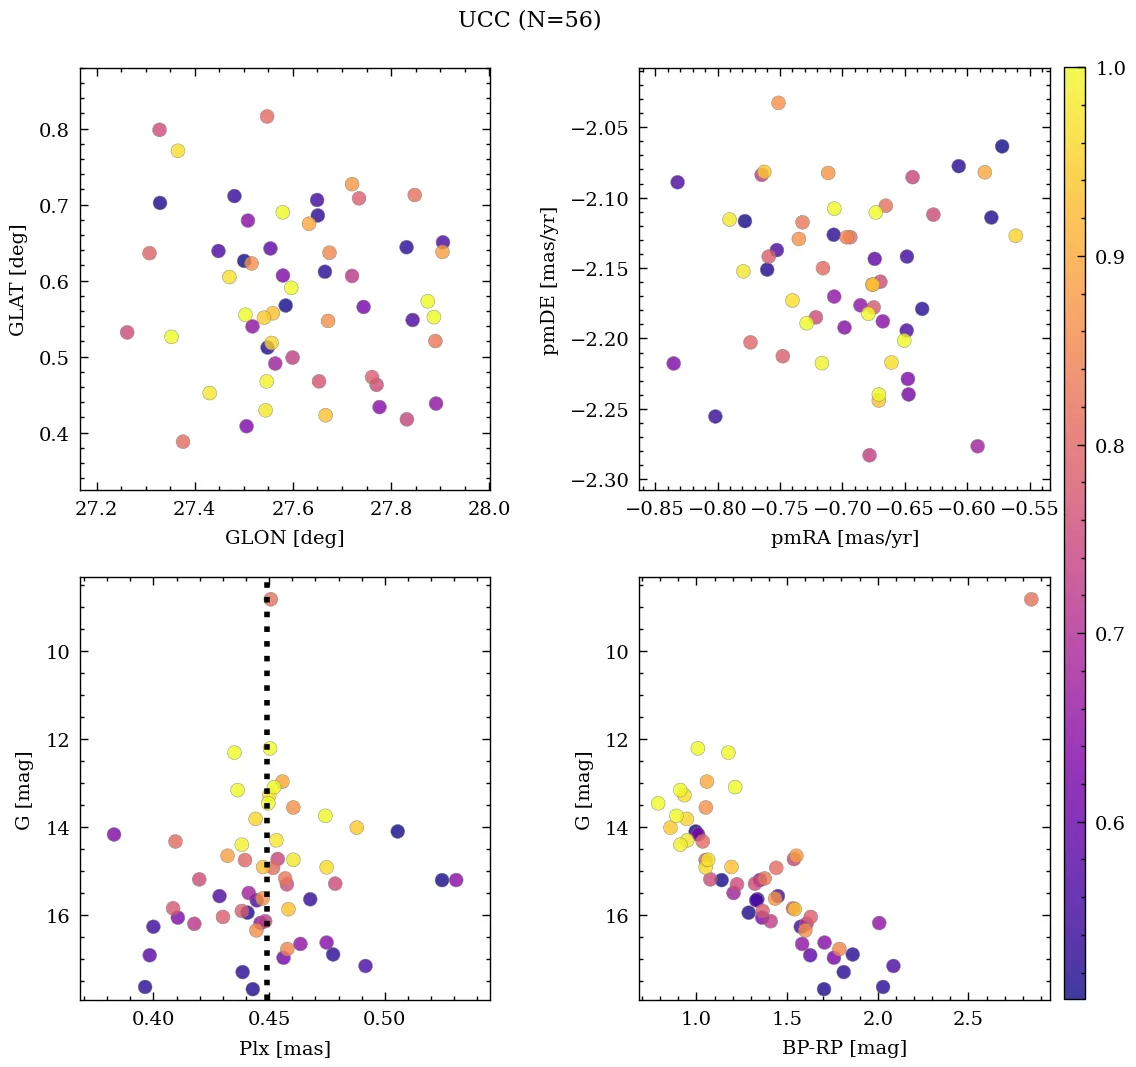 UCC (N=56)
0.8
0.7
0.6
0.5
0.4
GLAT [deg]
27.2 27.4 27.6 27.8 28.0
GLON [deg]
−2.05
−2.10
−2.15
−2.20
−2.25
−2.30
pmDE [mas/yr]
−0.85 −0.80 −0.75 −0.70 −0.65 −0.60 −0.55
pmRA [mas/yr]
10
12
14
16
G [mag]
0.40 0.45 0.50
Plx [mas]
10
12
14
16
G [mag]
1.0 1.5 2.0 2.5
BP-RP [mag]
1.0
0.9
0.8
0.7
0.6